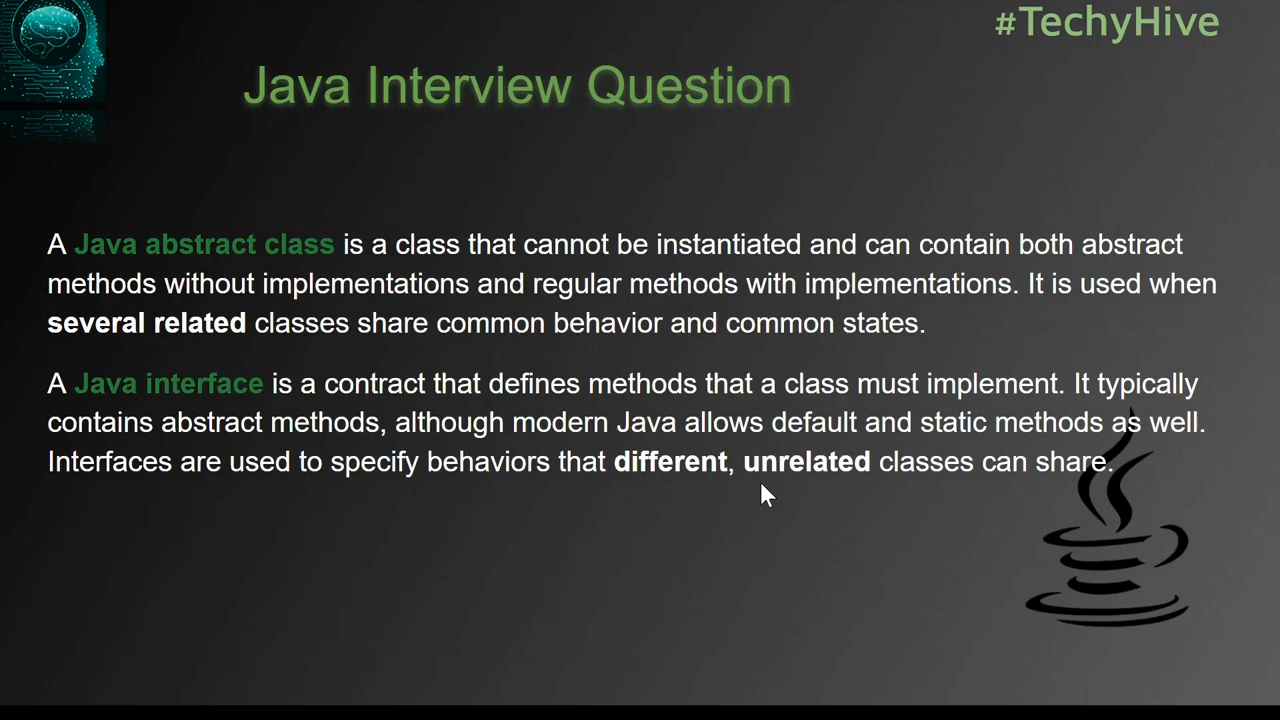 #TechyHive
Java Interview Question
A Java abstract class is a class that cannot be instantiated and can contain both abstract
methods without implementations and regular methods with implementations. It is used when
several related classes share common behavior and common states.
A Java interface is a contract that defines methods that a class must implement. It typically
contains abstract methods, although modern Java allows default and static methods as well.
Interfaces are used to specify behaviors that different, unrelated classes can share.